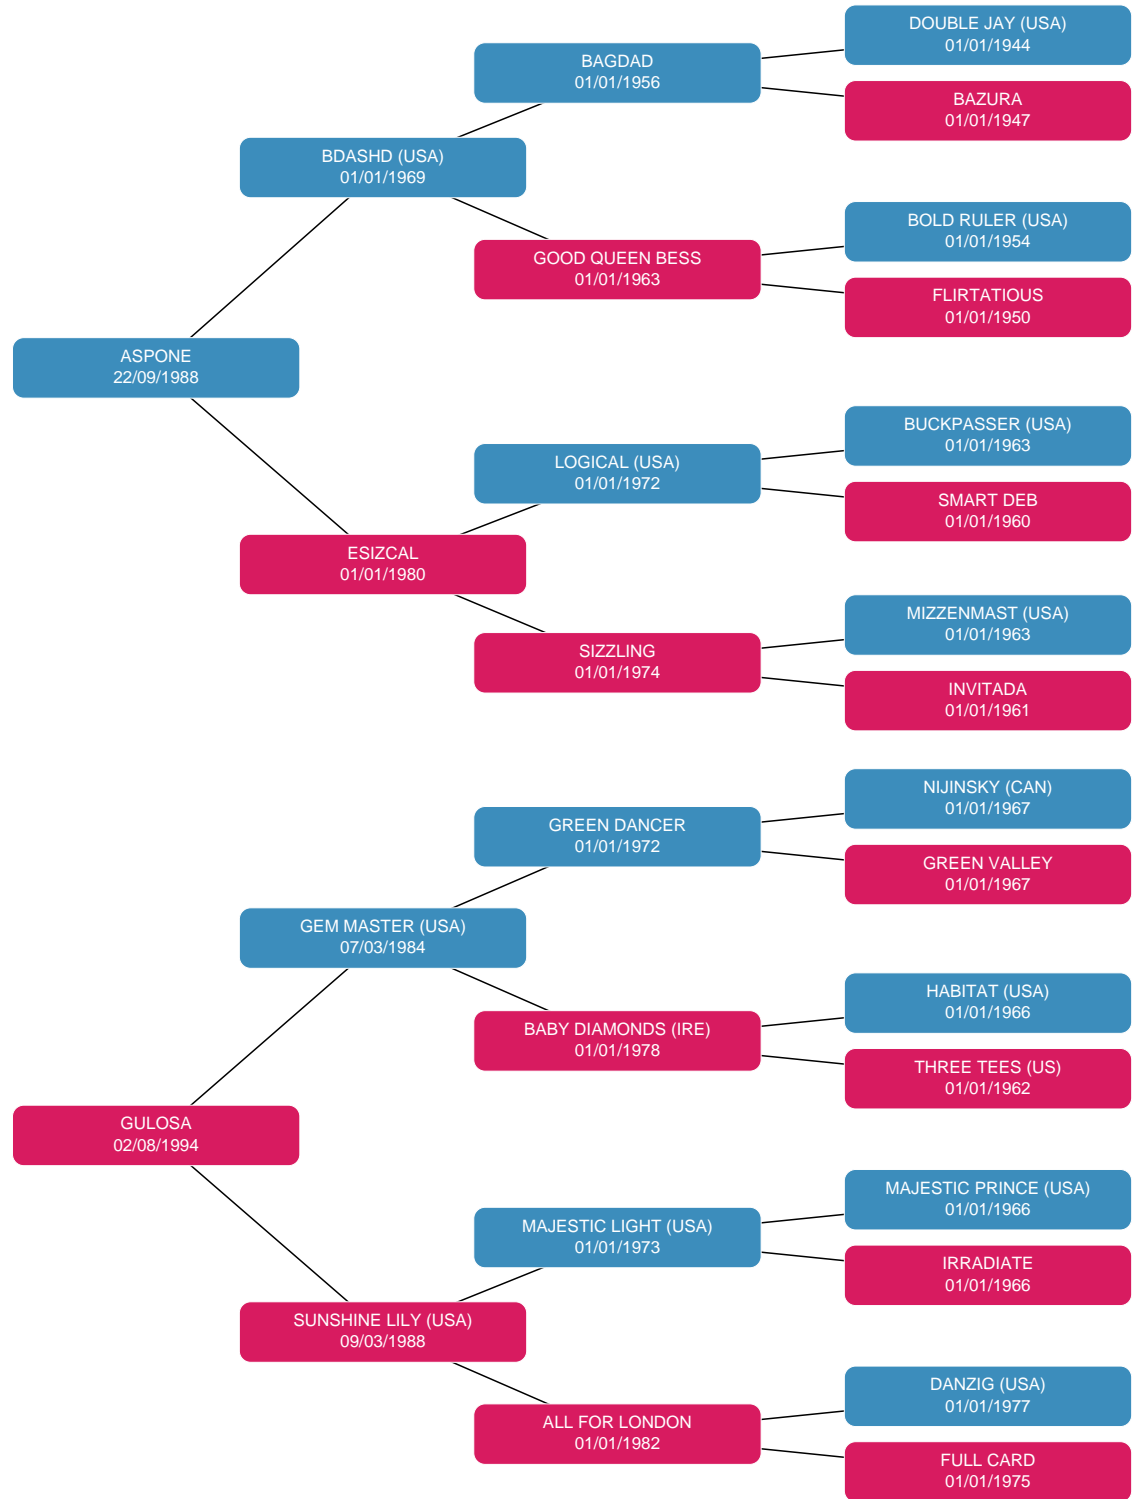 DOUBLE JAY (USA)
01/01/1944
BAGDAD
01/01/1956
BAZURA
01/01/1947
BDASHD (USA)
01/01/1969
BOLD RULER (USA)
01/01/1954
GOOD QUEEN BESS
01/01/1963
FLIRTATIOUS
01/01/1950
ASPONE
22/09/1988
BUCKPASSER (USA)
01/01/1963
LOGICAL (USA)
01/01/1972
SMART DEB
01/01/1960
ESIZCAL
01/01/1980
MIZZENMAST (USA)
01/01/1963
SIZZLING
01/01/1974
INVITADA
01/01/1961
NIJINSKY (CAN)
01/01/1967
GREEN DANCER
01/01/1972
GREEN VALLEY
01/01/1967
GEM MASTER (USA)
07/03/1984
HABITAT (USA)
01/01/1966
BABY DIAMONDS (IRE)
01/01/1978
THREE TEES (US)
01/01/1962
GULOSA
02/08/1994
MAJESTIC PRINCE (USA)
01/01/1966
MAJESTIC LIGHT (USA)
01/01/1973
IRRADIATE
01/01/1966
SUNSHINE LILY (USA)
09/03/1988
DANZIG (USA)
01/01/1977
ALL FOR LONDON
01/01/1982
FULL CARD
01/01/1975